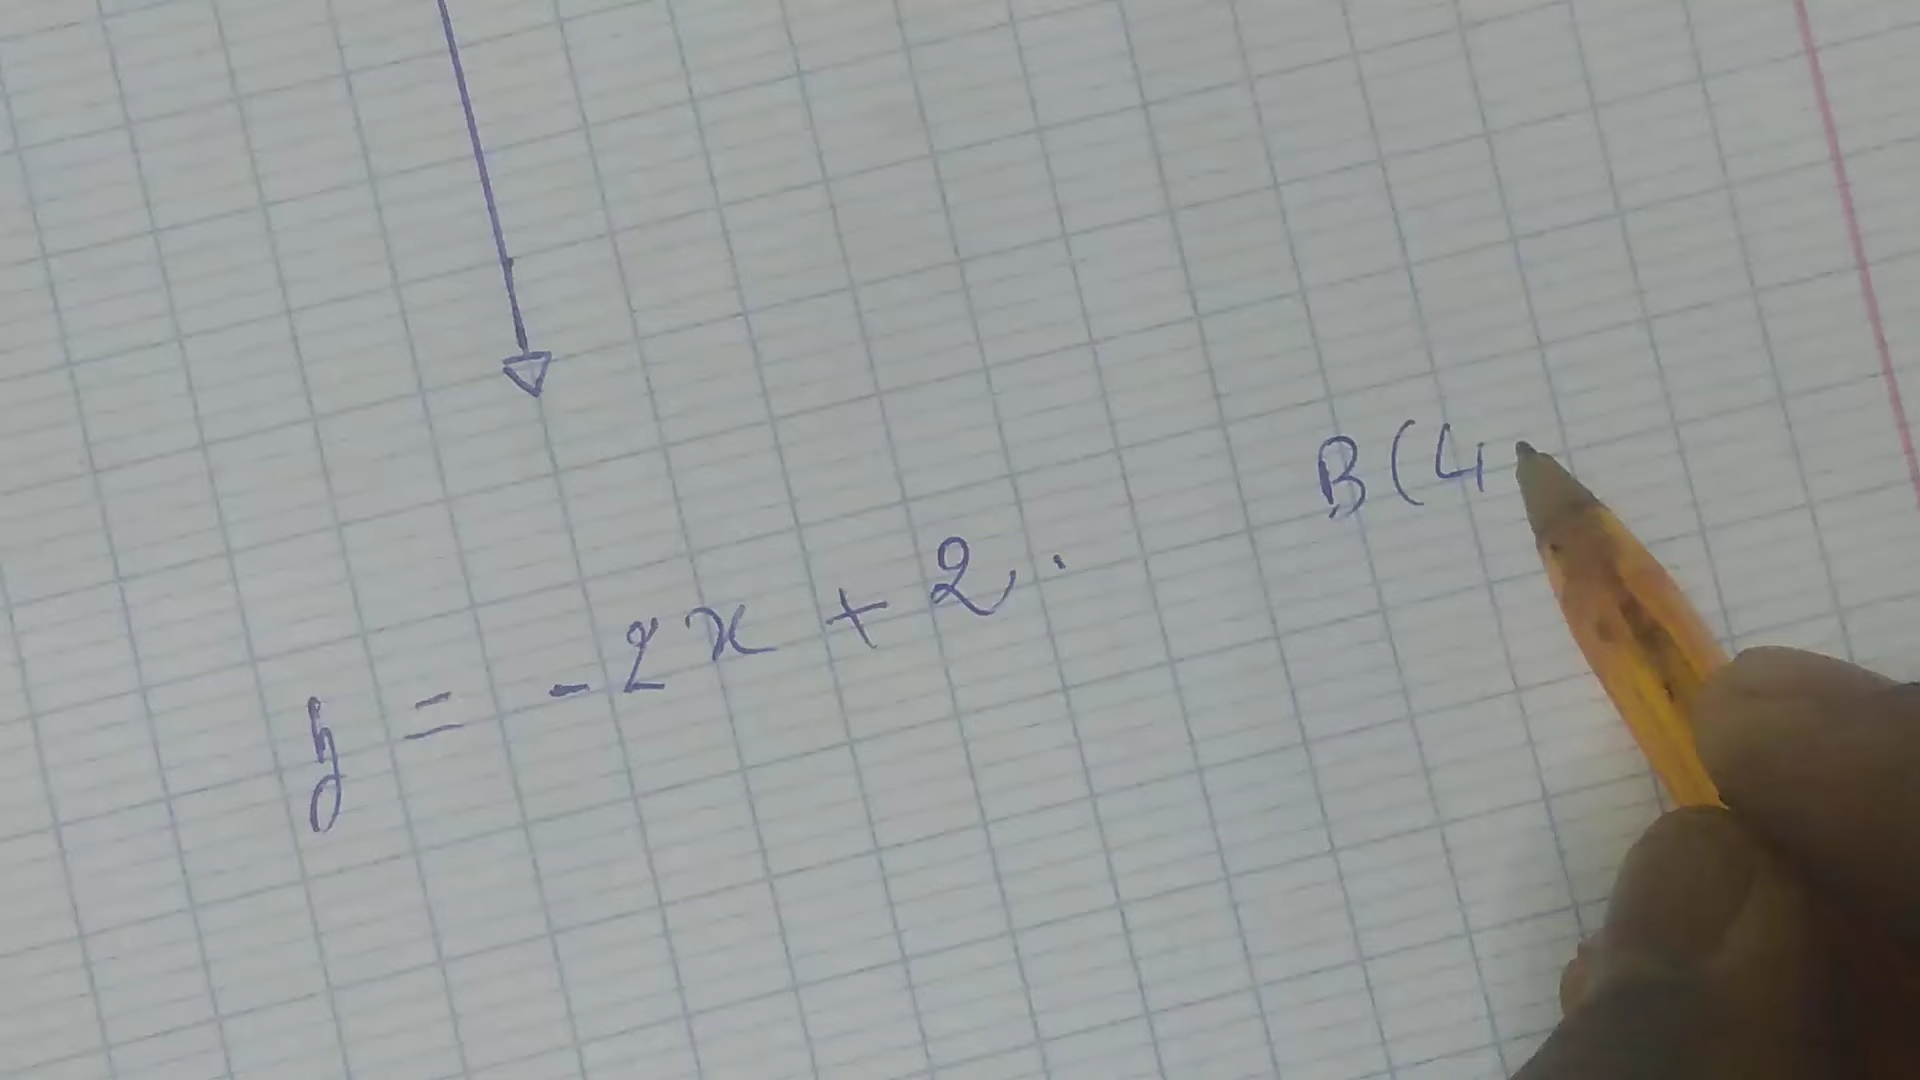 B(4
y = -2x + 2.